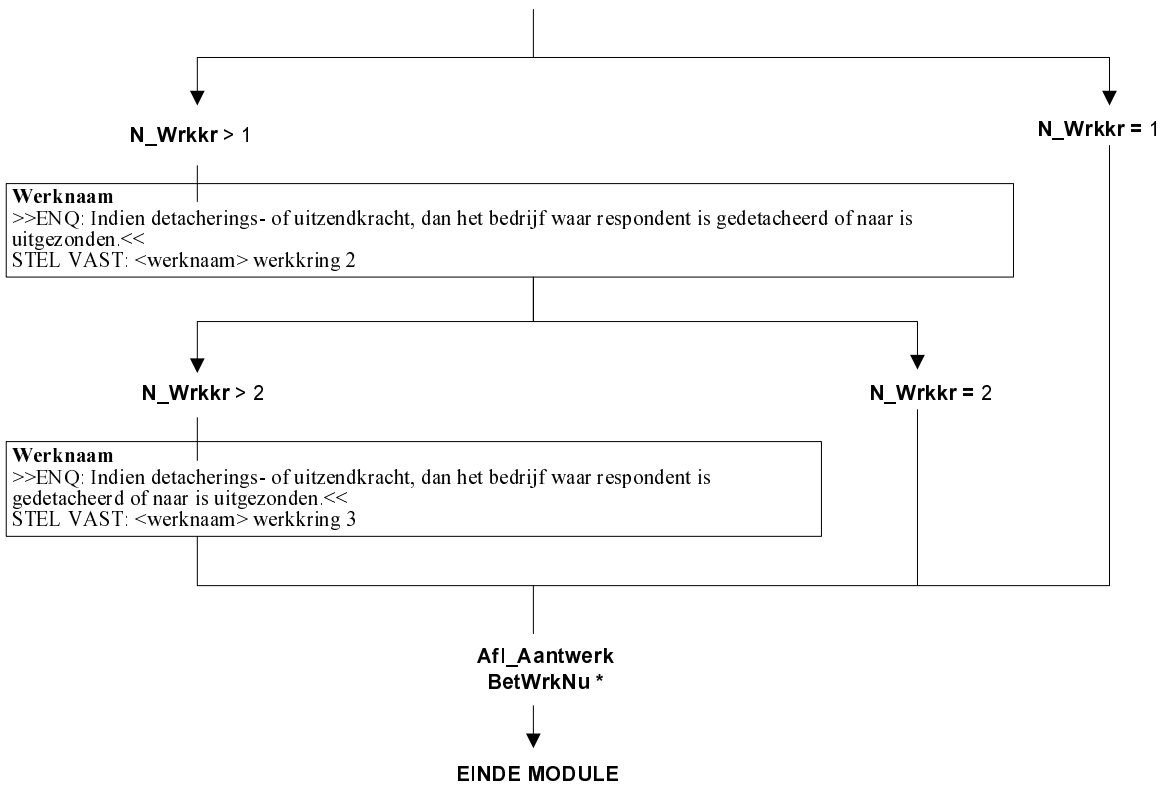 N_Wrkkr > 1
N_Wrkkr = 1
Werknaam
>>ENQ: Indien detacherings- of uitzendkracht, dan het bedrijf waar respondent is gedetacheerd of naar is
uitgezonden.<<
STEL VAST: <werknaam> werkkring 2
N_Wrkkr > 2
N_Wrkkr = 2
Werknaam
>>ENQ: Indien detacherings- of uitzendkracht, dan het bedrijf waar respondent is
gedetacheerd of naar is uitgezonden.<<
STEL VAST: <werknaam> werkkring 3
Afl_Aantwerk
BetWrkNu *
EINDE MODULE